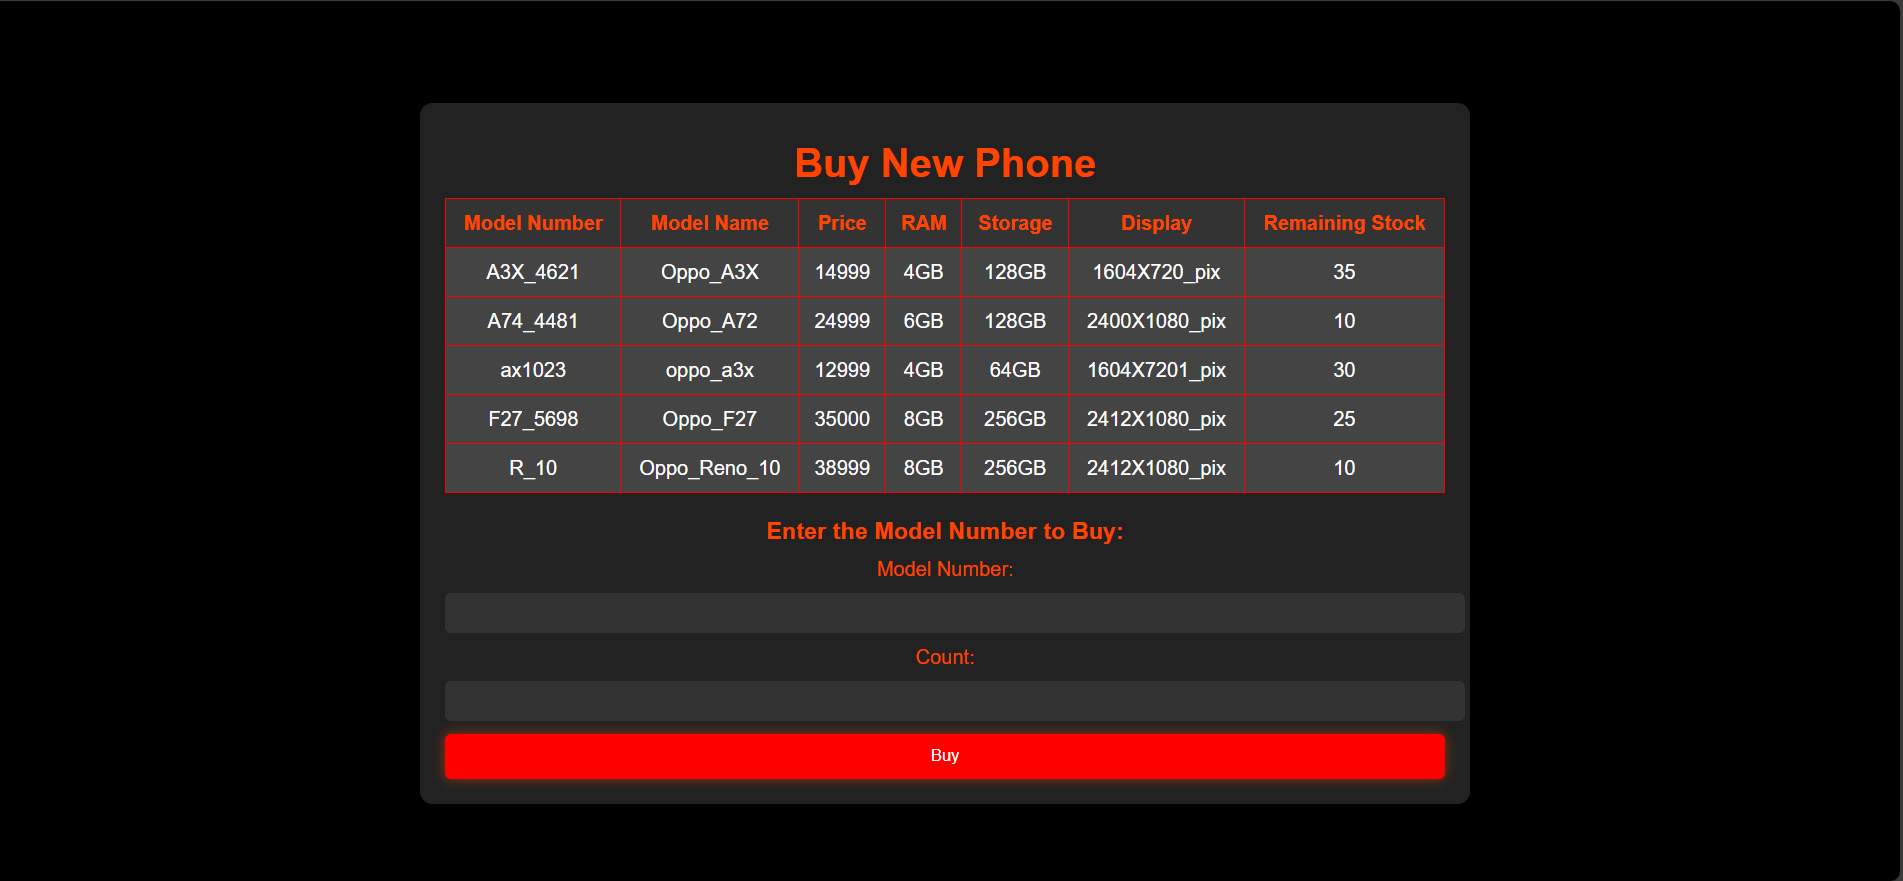 Buy New Phone
Model Number Model Name Price RAM Storage Display Remaining Stock
A3X_4621 Oppo_A3X 14999 4GB 128GB 1604X720_pix 35
A74_4481 Oppo_A72 24999 6GB 128GB 2400X1080_pix 10
ax1023 oppo_a3x 12999 4GB 64GB 1604X7201_pix 30
F27_5698 Oppo_F27 35000 8GB 256GB 2412X1080_pix 25
R_10 Oppo_Reno_10 38999 8GB 256GB 2412X1080_pix 10
Enter the Model Number to Buy:
Model Number:
Count:
Buy